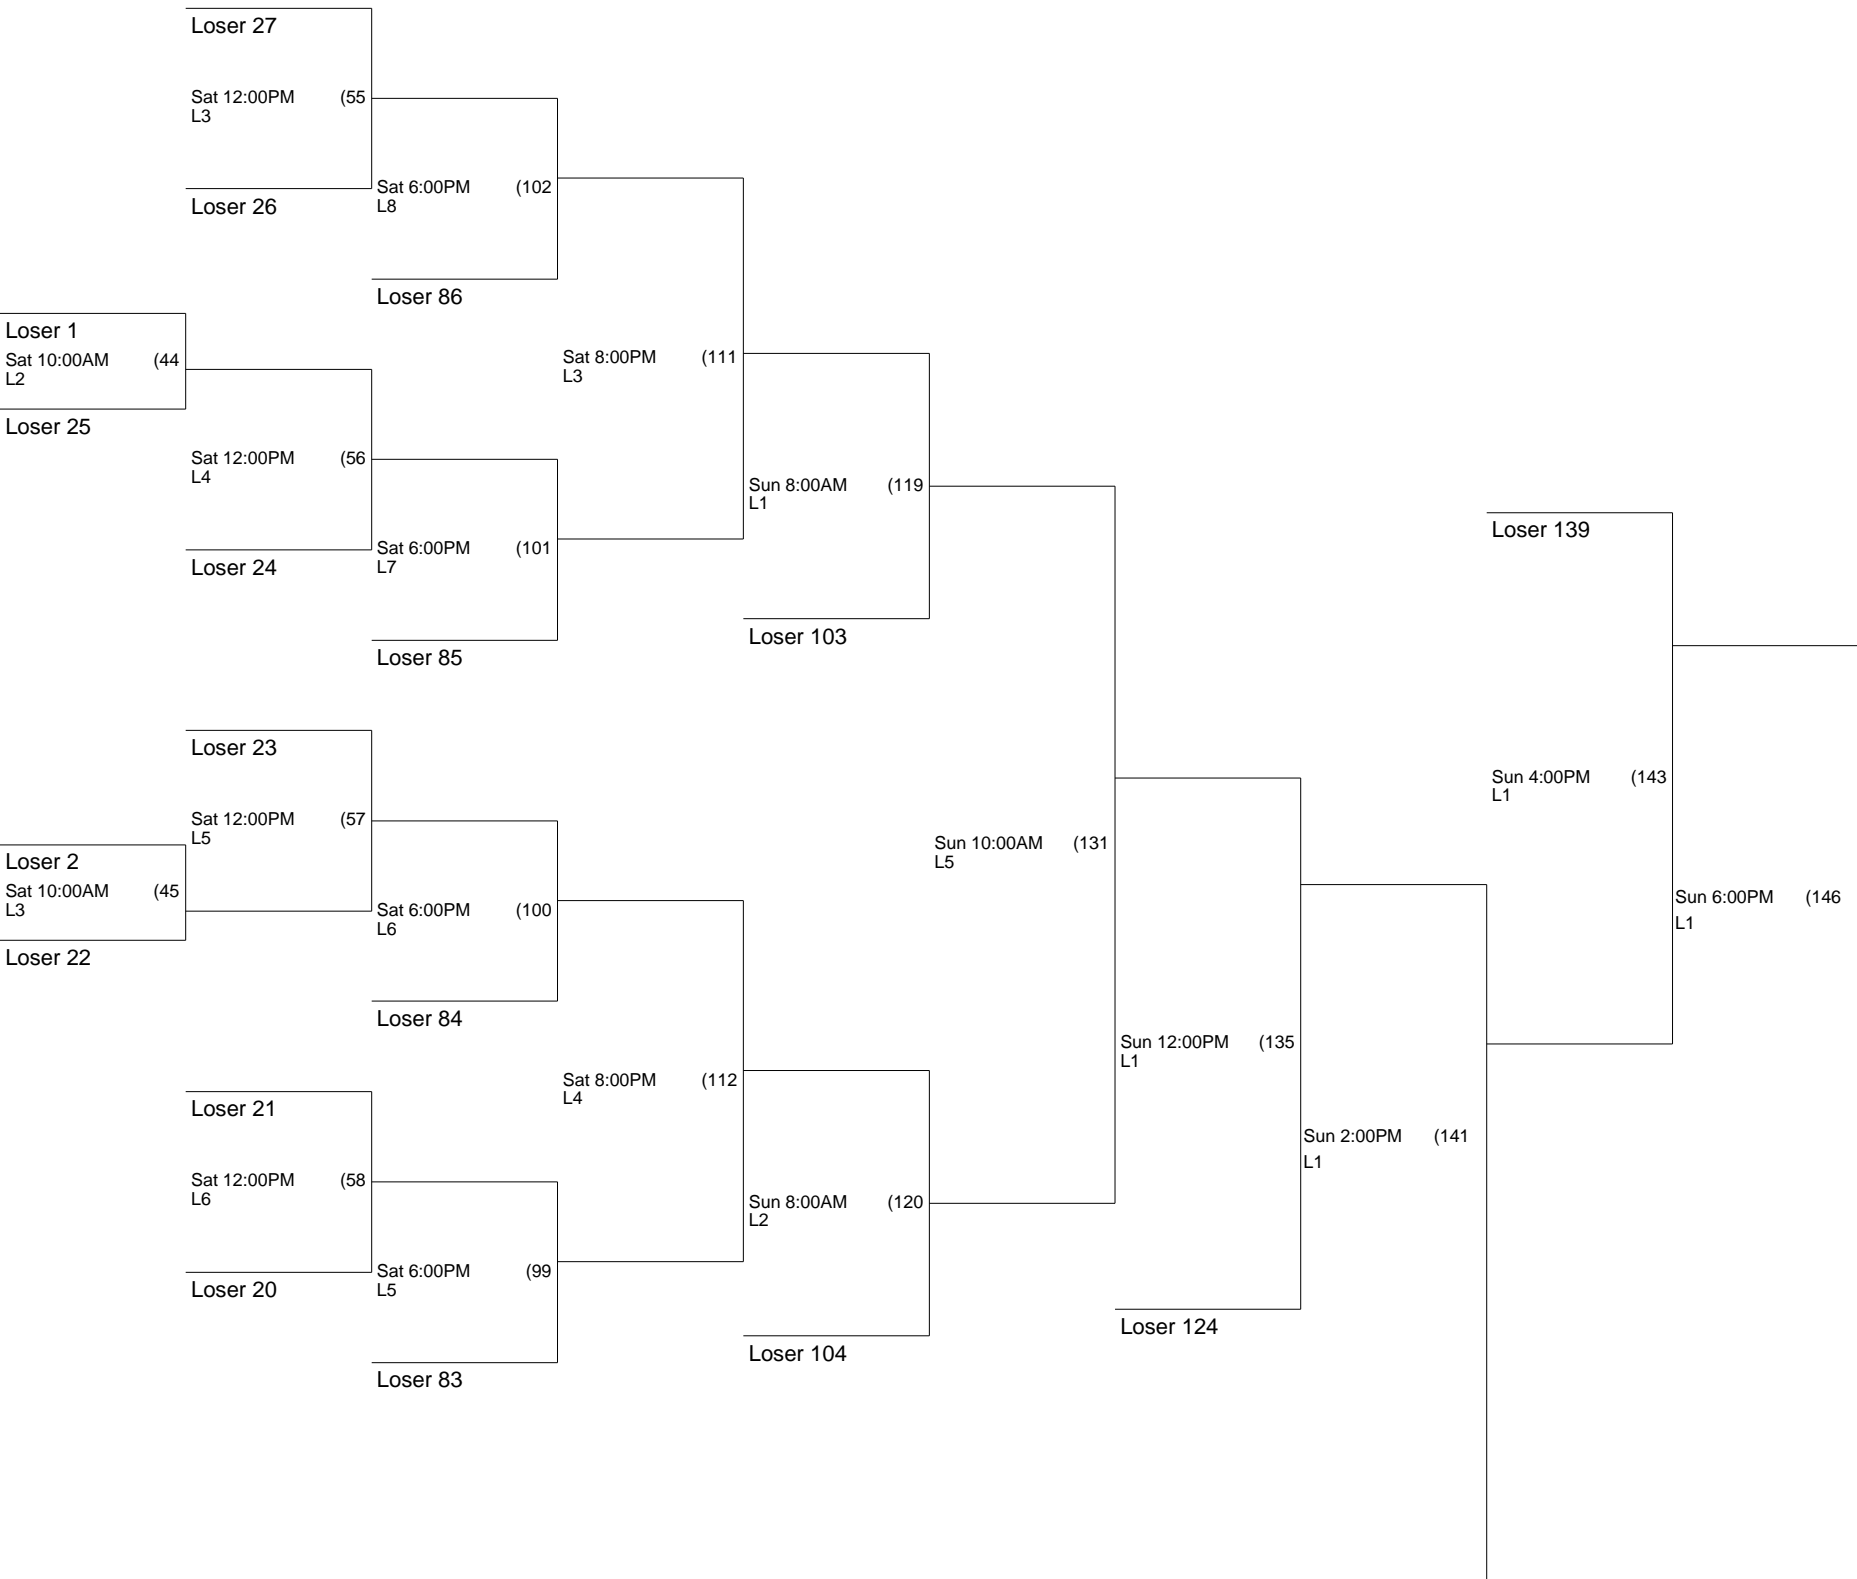 Loser 27
Sat 12:00PM (55
L3
Loser 26
Sat 6:00PM (102
L8
Loser 86
Loser 1
Sat 10:00AM (44
L2
Loser 25
Sat 8:00PM (111
L3
Sat 12:00PM (56
L4
Loser 24
Sat 6:00PM (101
L7
Loser 85
Sun 8:00AM (119
L1
Loser 103
Loser 139
Loser 23
Sat 12:00PM (57
L5
Loser 2
Sat 10:00AM (45
L3
Loser 22
Sat 6:00PM (100
L6
Loser 84
Sun 10:00AM (131
L5
Sun 4:00PM (143
L1
Sun 6:00PM (146
L1
Loser 21
Sat 12:00PM (58
L6
Loser 20
Sat 8:00PM (112
L4
Sat 6:00PM (99
L5
Loser 83
Sun 8:00AM (120
L2
Loser 104
Sun 12:00PM (135
L1
Loser 124
Sun 2:00PM (141
L1